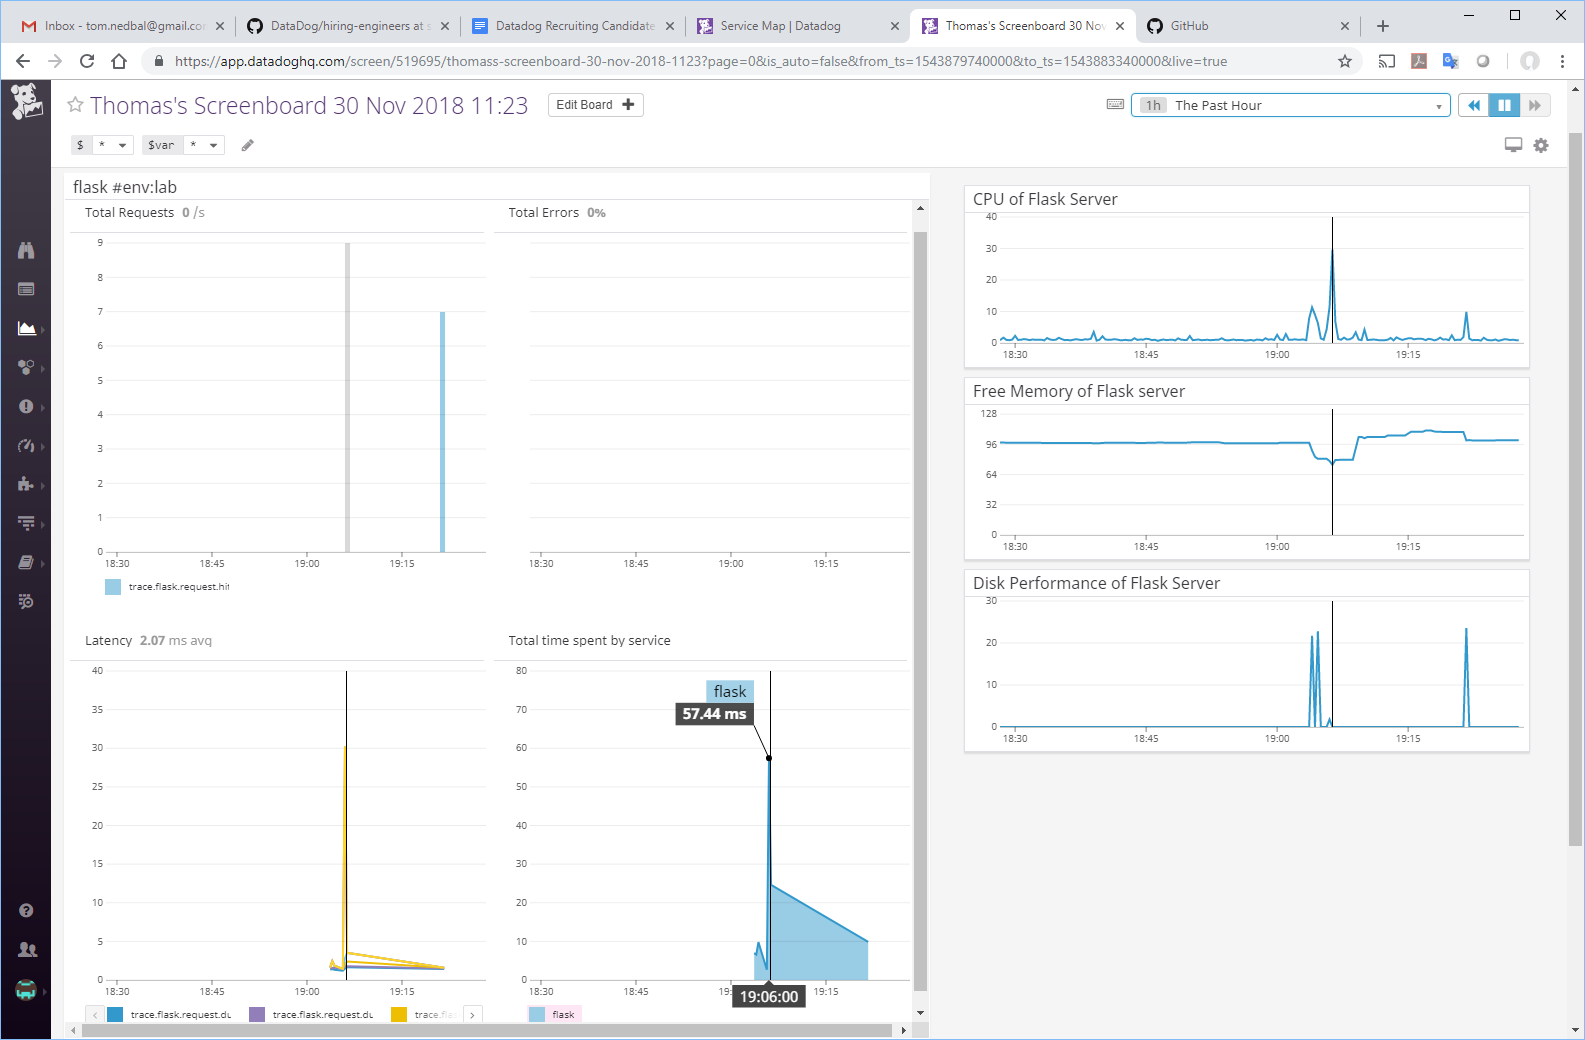 Inbox - tom.nedbal@gmail.co
DataDog/hiring-engineers at s
Datadog Recruiting Candidate
Service Map | Datadog
Thomas's Screenboard 30 Nov
GitHub
https://app.datadoghq.com/screen/519695/thomass-screenboard-30-nov-2018-1123?page=0&is_auto=false&from_ts=1543879740000&to_ts=1543883340000&live=true
Thomas's Screenboard 30 Nov 2018 11:23
Edit Board +
1h The Past Hour
$ *
$var *
flask #env:lab
Total Requests 0 /s
9
8
7
6
5
4
3
2
1
0
18:30 18:45 19:00 19:15
trace.flask.request.hit
Total Errors 0%
18:30 18:45 19:00 19:15
Latency 2.07 ms avg
40
35
30
25
20
15
10
5
0
18:30 18:45 19:00 19:15
trace.flask.request.du
trace.flask.request.du
trace.flas
Total time spent by service
80
70
60
50
40
30
20
10
0
flask
57.44 ms
18:30 18:45 19:06:00 19:15
flask
CPU of Flask Server
40
30
20
10
0
18:30 18:45 19:00 19:15
Free Memory of Flask server
128
96
64
32
0
18:30 18:45 19:00 19:15
Disk Performance of Flask Server
30
20
10
0
18:30 18:45 19:00 19:15